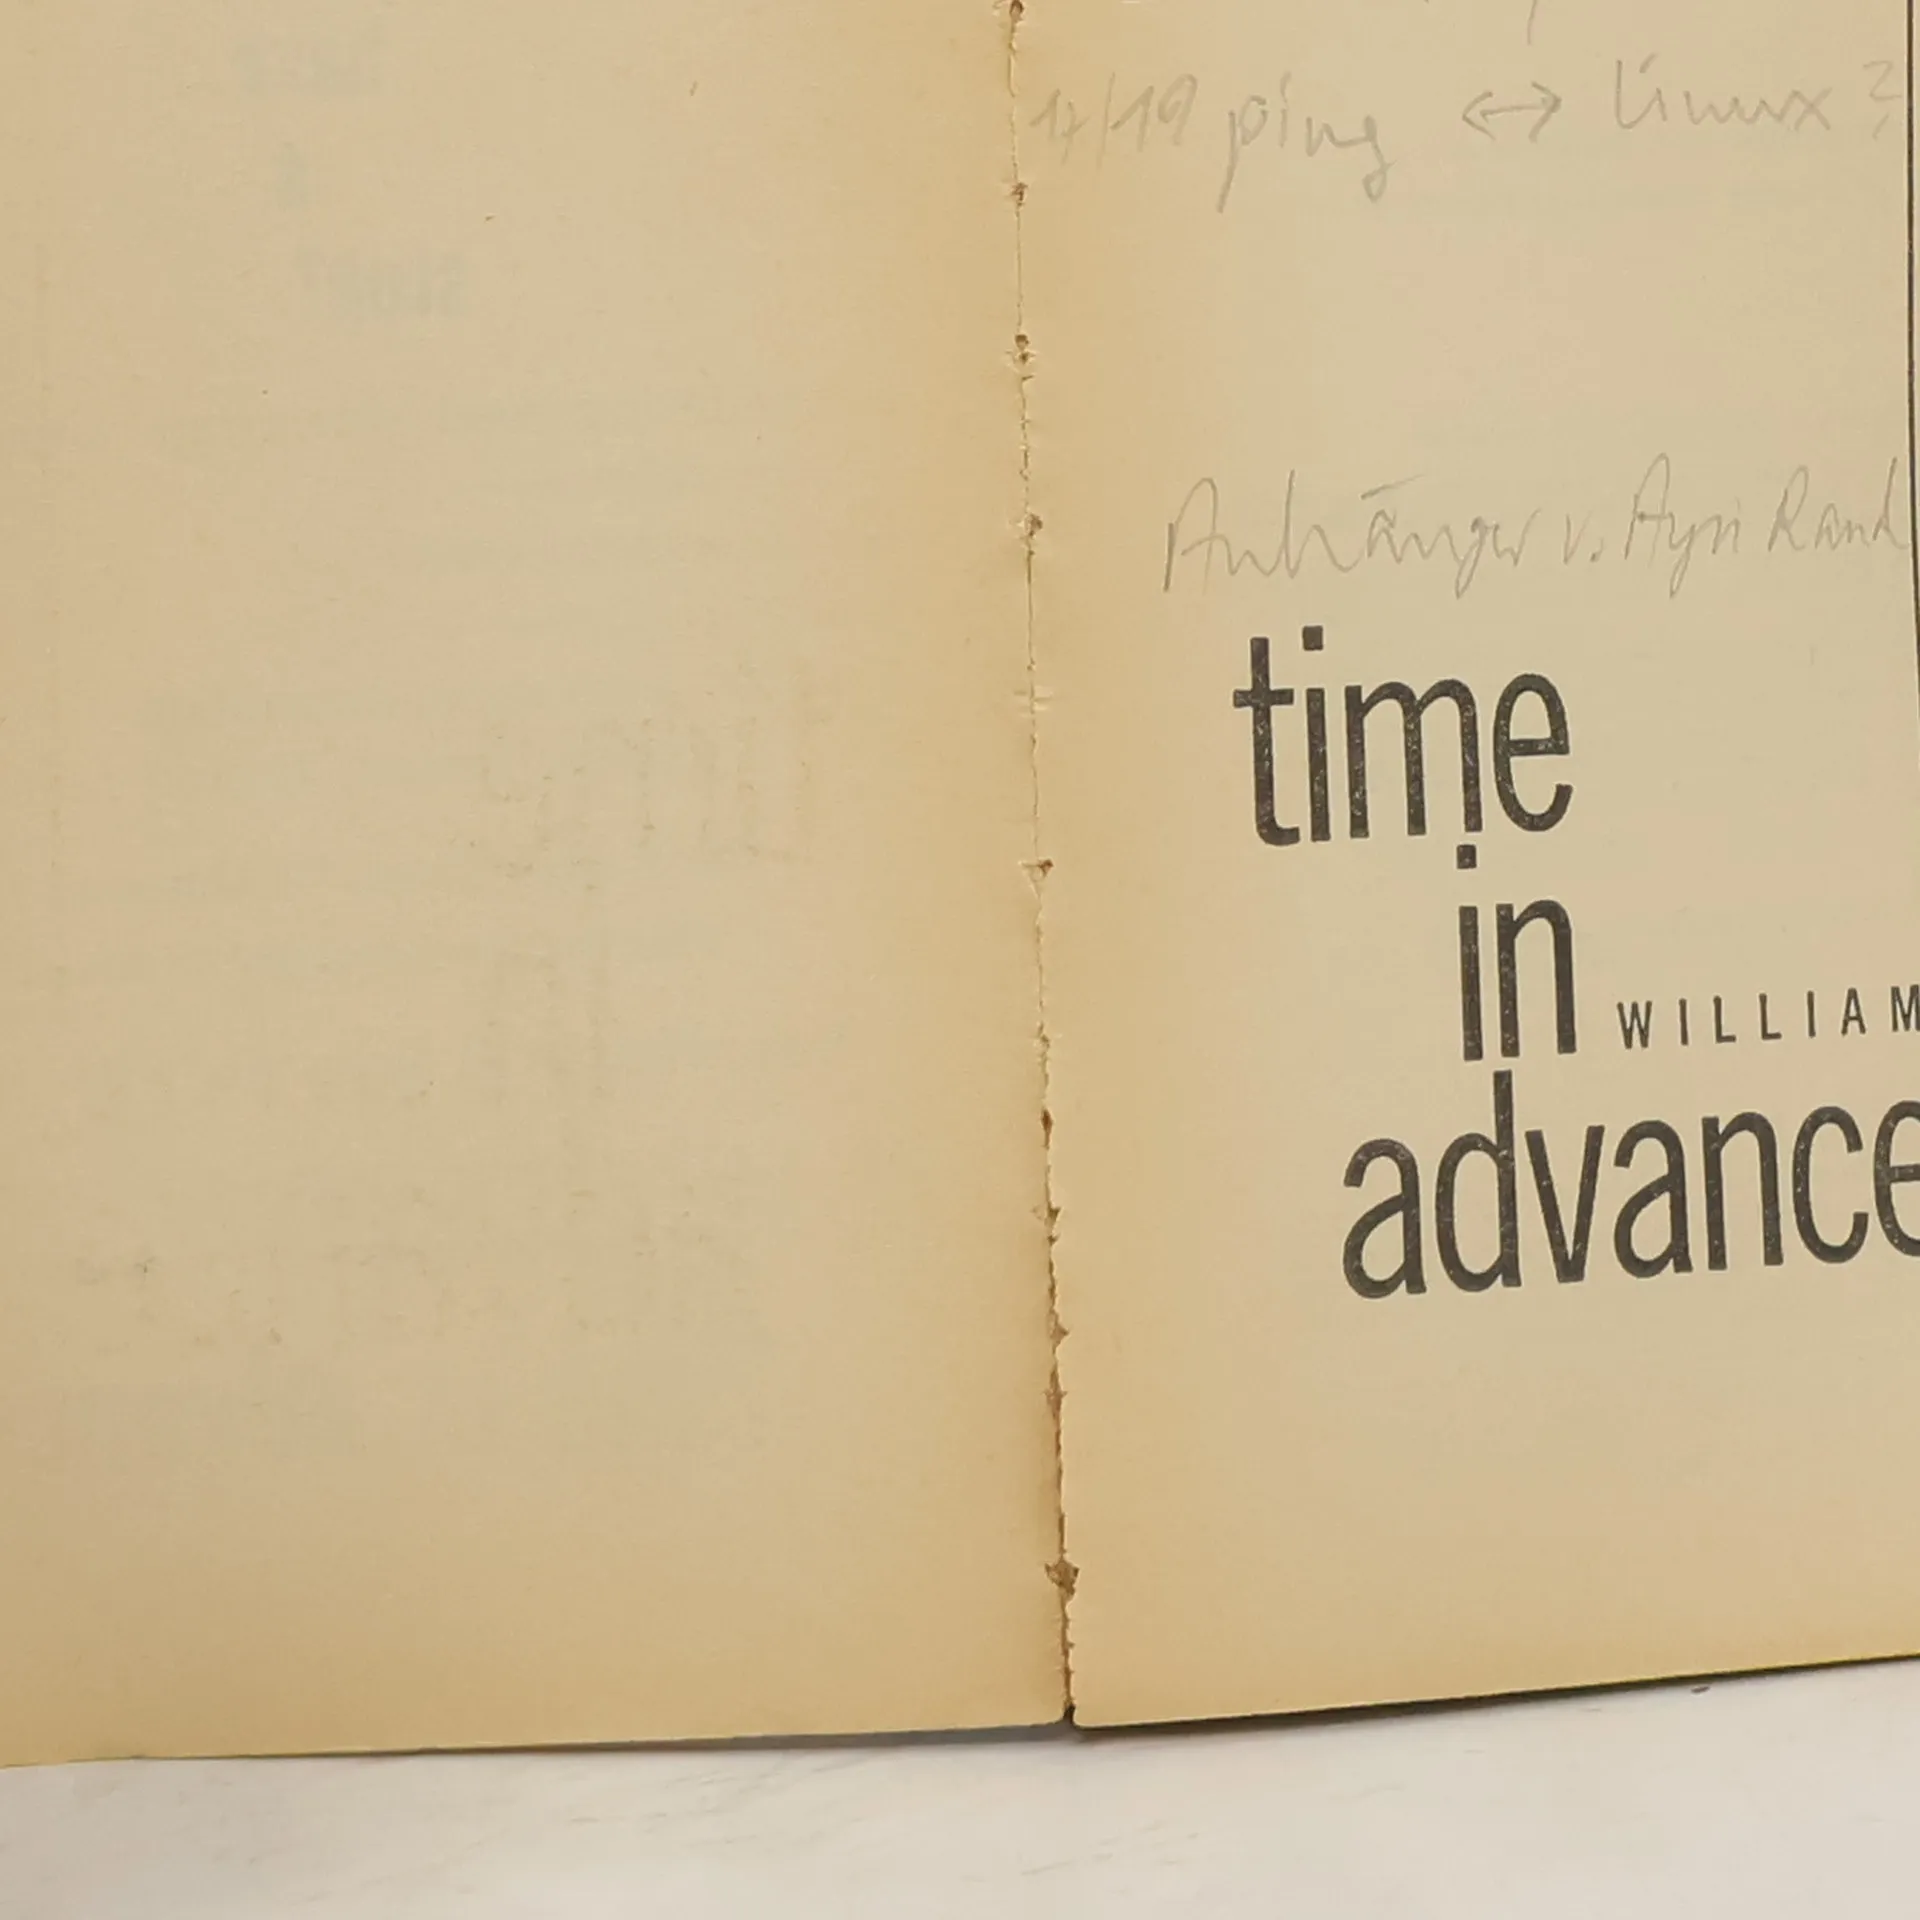 17/19 ping ↔ Linux?
Anhänger v. Ayn Rand
time
in
WILLIAM
advance